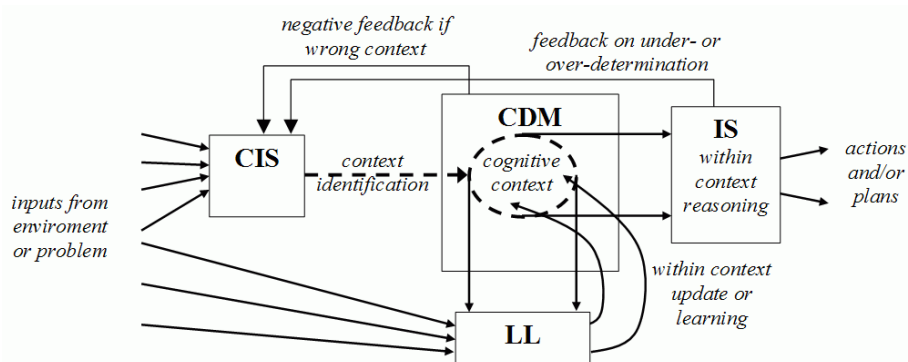 negative feedback if
wrong context
feedback on under- or
over-determination
CDM
IS
within
context
reasoning
CIS
context
identification
cognitive
context
actions
and/or
plans
inputs from
enviroment
or problem
within context
update or
learning
LL